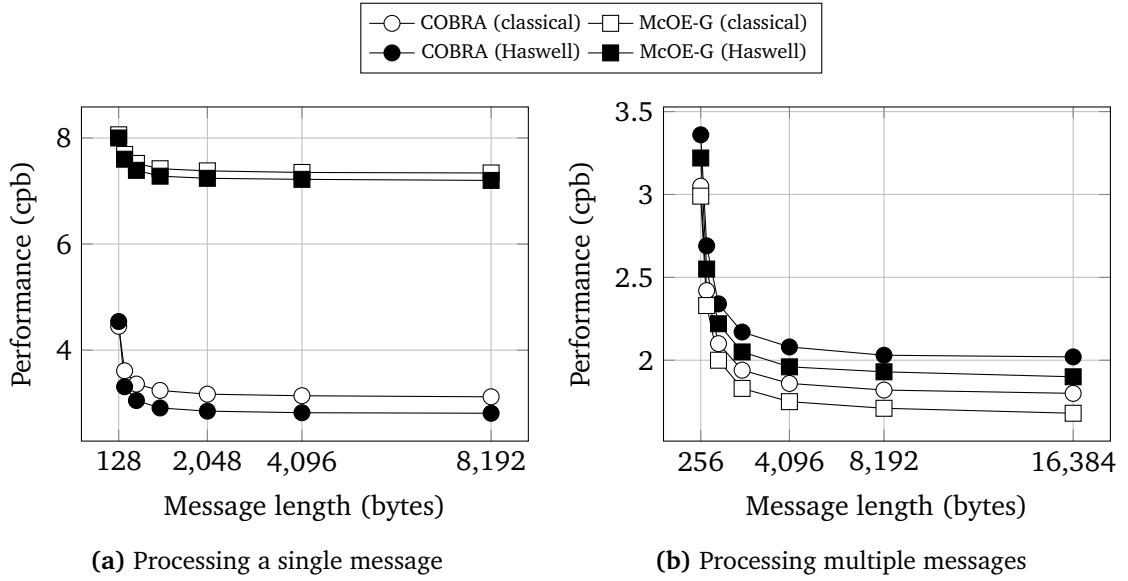 COBRA (classical) McOE-G (classical)
COBRA (Haswell) McOE-G (Haswell)
8
6
4
Performance (cpb)
128 2,048 4,096 8,192
Message length (bytes)
(a) Processing a single message
3.5
3
2.5
2
Performance (cpb)
256 4,096 8,192 16,384
Message length (bytes)
(b) Processing multiple messages